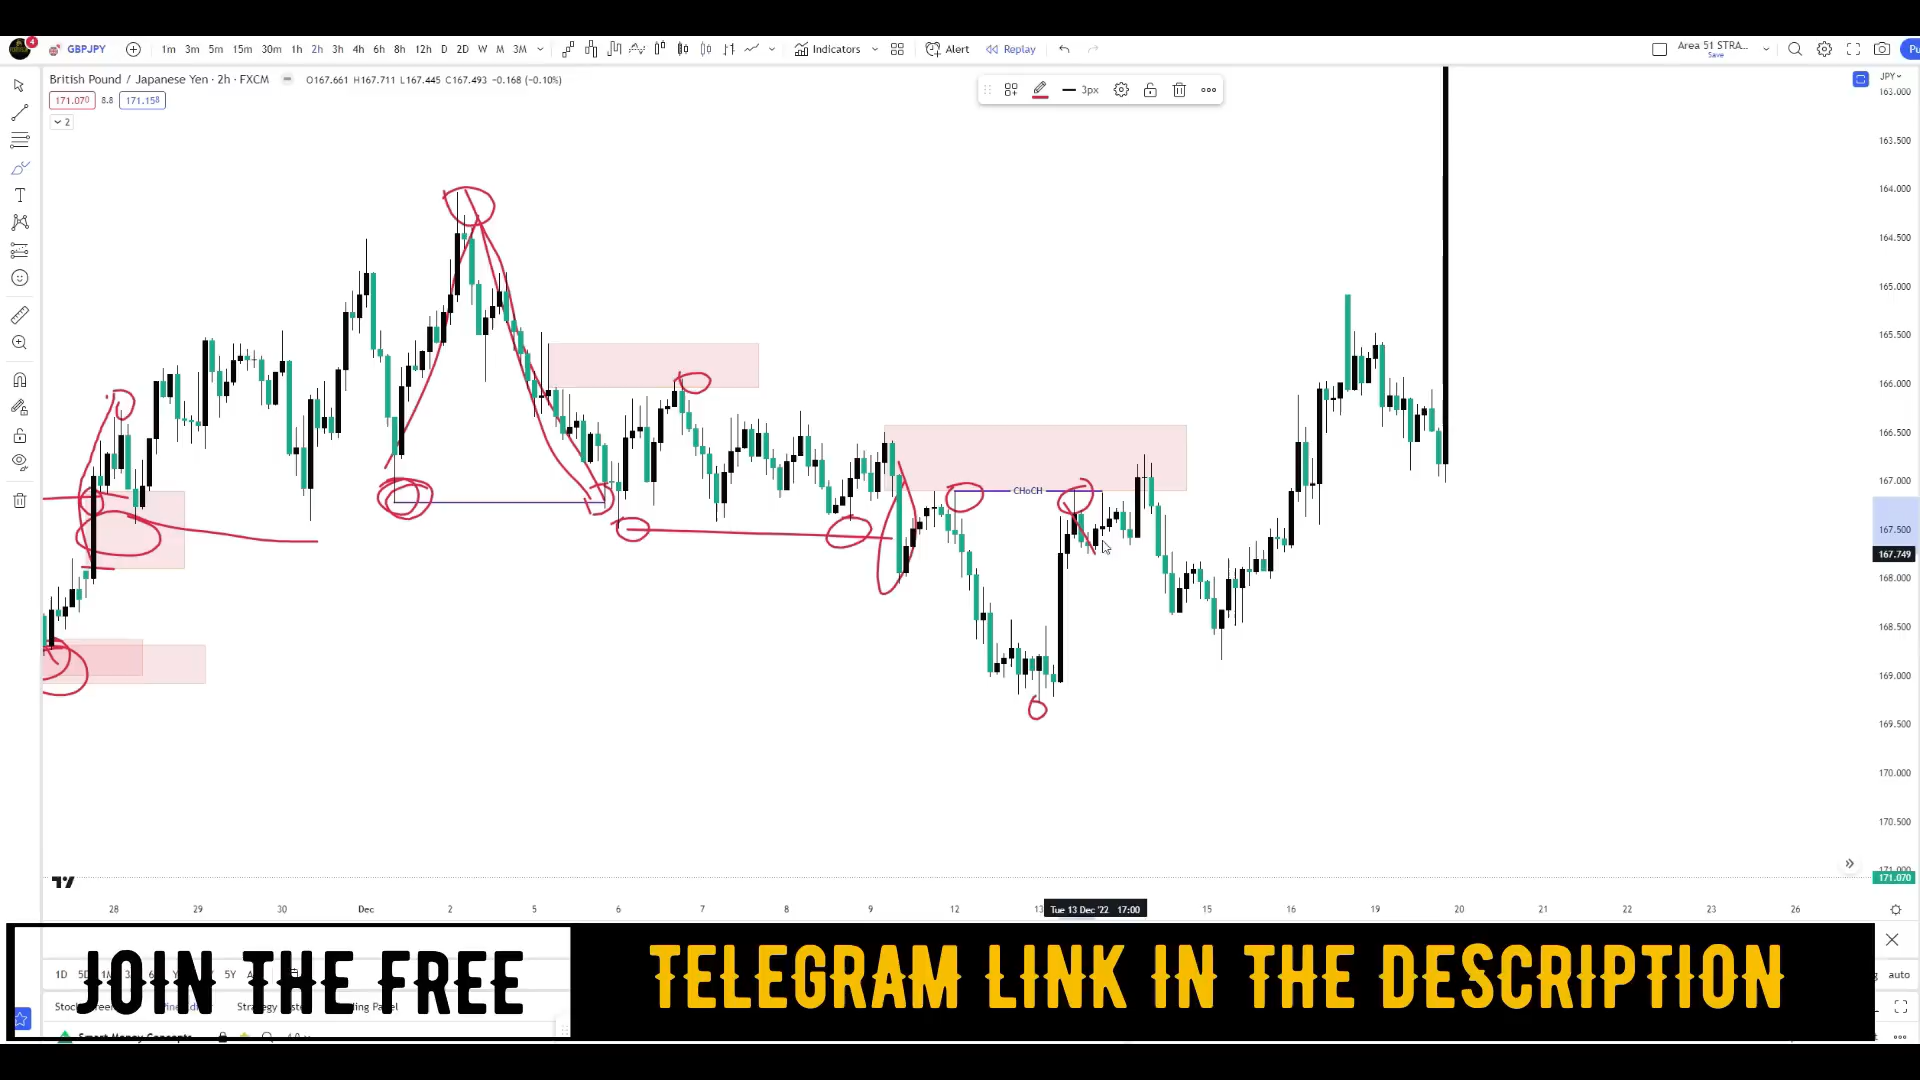 4
GBPJPY
1m 3m 5m 15m 30m 1h 2h 3h 4h 6h 8h 12h D 2D W M 3M
Indicators
Alert
Replay
Area 51 STRA...
Save
British Pound / Japanese Yen · 2h · FXCM O167.661 H167.711 L167.445 C167.493 −0.168 (−0.10%)
171.070 8.8 171.158
2
3px
JPY
163.000
163.500
164.000
164.500
165.000
165.500
166.000
166.500
167.000
167.500
167.749
168.000
168.500
169.000
169.500
170.000
170.500
171.070
CHoCH
28 29 30 Dec 2 5 6 7 8 9 12 13 Tue 13 Dec '22 17:00 15 16 19 20 21 22 23 26
JOIN THE FREE
TELEGRAM LINK IN THE DESCRIPTION
1D
5Y
auto